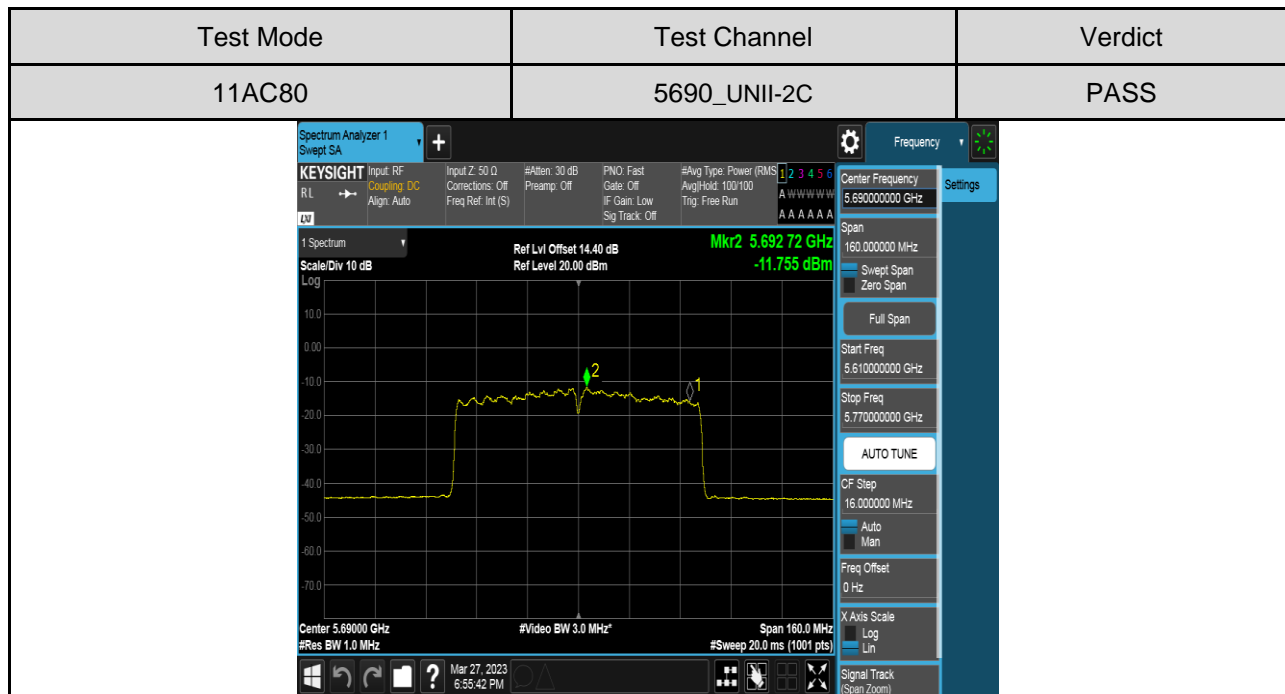 Test Mode Test Channel Verdict
11AC80 5690_UNII-2C PASS
Spectrum Analyzer 1
Swept SA
+
Frequency
KEYSIGHT
RL
LXI
Input: RF
Coupling: DC
Align: Auto
Input Z: 50 Ω
Corrections: Off
Freq Ref: Int (S)
#Atten: 30 dB
Preamp: Off
PNO: Fast
Gate: Off
IF Gain: Low
Sig Track: Off
#Avg Type: Power (RMS
Avg|Hold: 100/100
Trig: Free Run
1 2 3 4 5 6
A W W W W W
A A A A A A
1 Spectrum
Scale/Div 10 dB
Log
Ref Lvl Offset 14.40 dB
Ref Level 20.00 dBm
Mkr2 5.692 72 GHz
-11.755 dBm
10.0
0.00
-10.0
-20.0
-30.0
-40.0
-50.0
-60.0
-70.0
2
1
Center 5.69000 GHz
#Res BW 1.0 MHz
#Video BW 3.0 MHz*
Span 160.0 MHz
#Sweep 20.0 ms (1001 pts)
?
Mar 27, 2023
6:55:42 PM
Center Frequency
5.690000000 GHz
Settings
Span
160.000000 MHz
Swept Span
Zero Span
Full Span
Start Freq
5.610000000 GHz
Stop Freq
5.770000000 GHz
AUTO TUNE
CF Step
16.000000 MHz
Auto
Man
Freq Offset
0 Hz
X Axis Scale
Log
Lin
Signal Track
(Span Zoom)